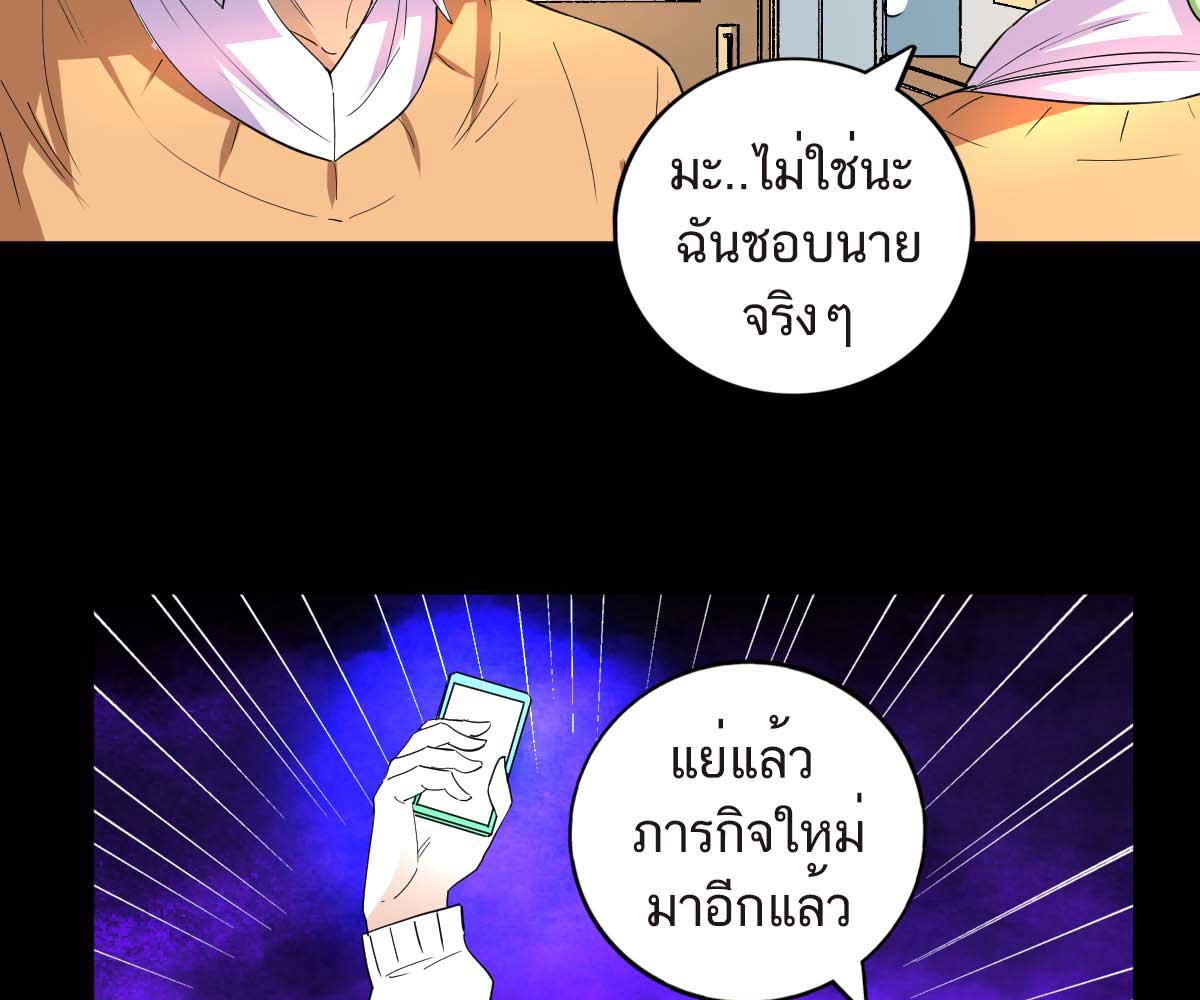 มะ..ไม่ใช่นะ
ฉันชอบนาย
จริงๆ
แย่แล้ว
ภารกิจใหม่
มาอีกแล้ว